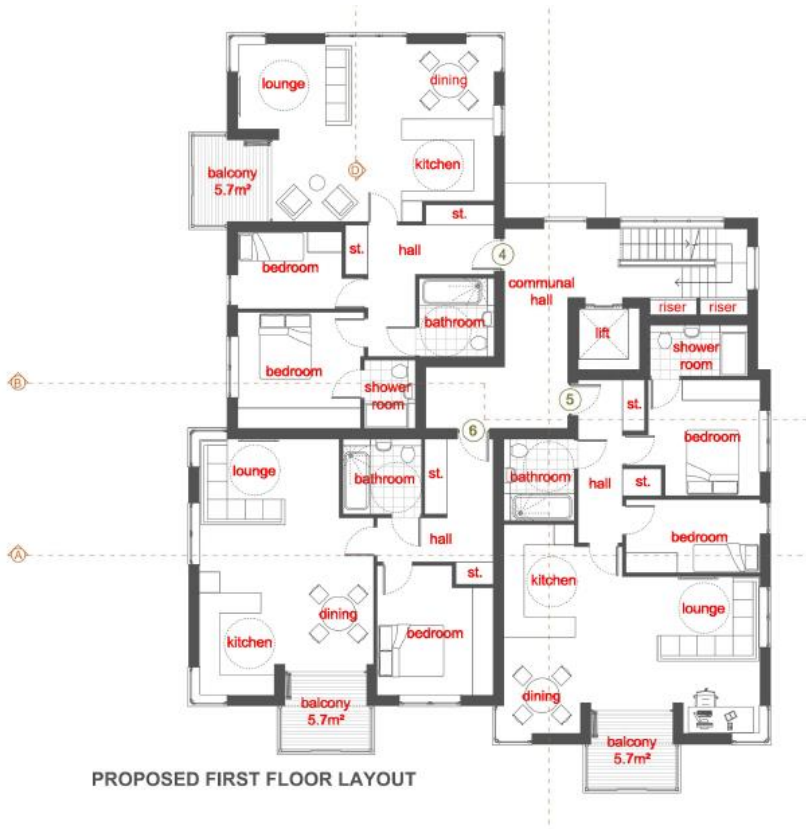 lounge
dining
D
kitchen
balcony
5.7m²
st.
st.
hall
4
bedroom
communal
hall
bathroom
riser
riser
lift
bedroom
shower
room
shower
room
B
5
st.
6
bedroom
lounge
bathroom
st.
bathroom
hall
st.
hall
bedroom
A
st.
kitchen
lounge
dining
bedroom
kitchen
dining
balcony
5.7m²
balcony
5.7m²
PROPOSED FIRST FLOOR LAYOUT